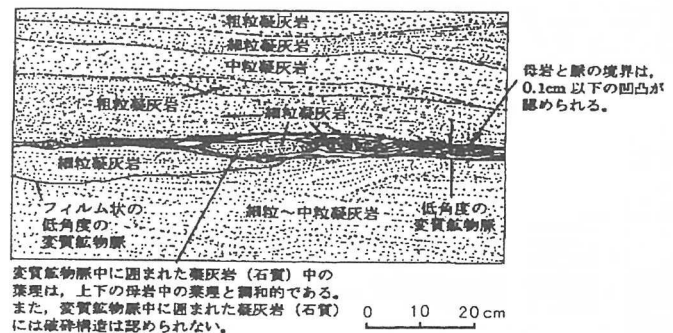 粗粒凝灰岩
細粒凝灰岩
中粒凝灰岩
粗粒凝灰岩
細粒凝灰岩
母岩と脈の境界は，
0.1cm 以下の凹凸が
認められる。
細粒凝灰岩
フィルム状の
低角度の
変質鉱物脈
細粒～中粒凝灰岩
低角度の
変質鉱物脈
変質鉱物脈中に囲まれた凝灰岩（石質）中の
葉理は，上下の母岩中の葉理と調和的である。
また，変質鉱物脈中に囲まれた凝灰岩（石質）
には破砕構造は認められない。
0 10 20cm